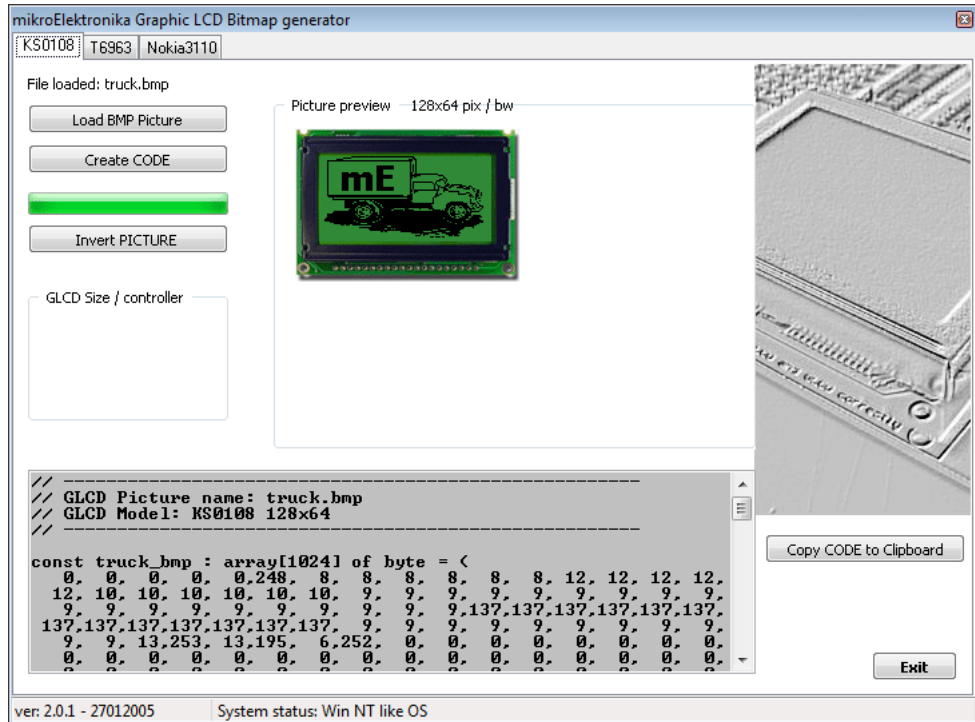 mikroElektronika Graphic LCD Bitmap generator
KS0108 T6963 Nokia3110
File loaded: truck.bmp
Load BMP Picture
Create CODE
Invert PICTURE
GLCD Size / controller
Picture preview 128x64 pix / bw
mE
// ------------------------------------------------------
// GLCD Picture name: truck.bmp
// GLCD Model: KS0108 128x64
// ------------------------------------------------------
const truck_bmp : array[1024] of byte = (
0, 0, 0, 0, 0,248, 8, 8, 8, 8, 8, 8, 12, 12, 12, 12,
12, 10, 10, 10, 10, 10, 10, 9, 9, 9, 9, 9, 9, 9, 9, 9,
9, 9, 9, 9, 9, 9, 9, 9, 9, 9,137,137,137,137,137,137,
137,137,137,137,137,137,137, 9, 9, 9, 9, 9, 9, 9, 9, 9,
9, 9, 13,253, 13,195, 6,252, 0, 0, 0, 0, 0, 0, 0, 0,
0, 0, 0, 0, 0, 0, 0, 0, 0, 0, 0, 0, 0, 0, 0, 0,
Copy CODE to Clipboard
Exit
ver: 2.0.1 - 27012005 System status: Win NT like OS